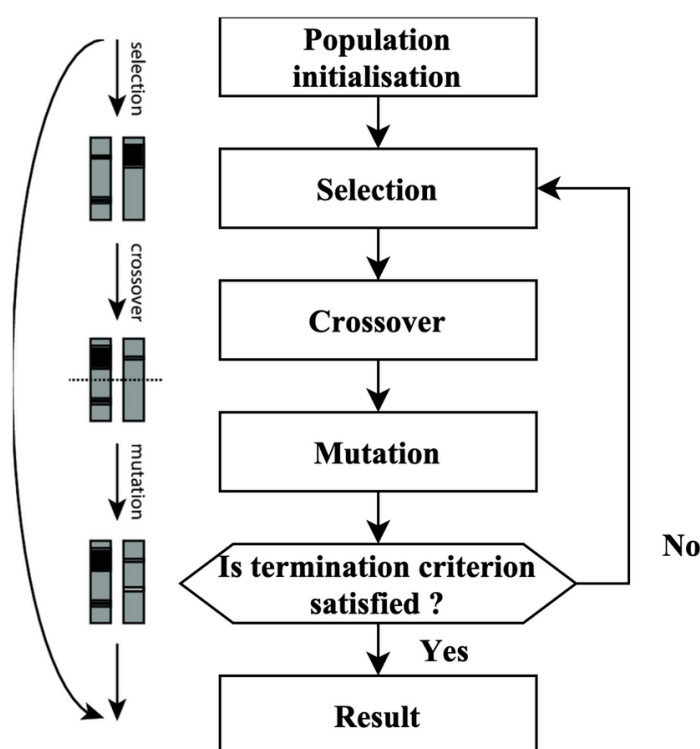 selection
crossover
mutation
Population
initialisation
Selection
Crossover
Mutation
Is termination criterion
satisfied ?
No
Yes
Result